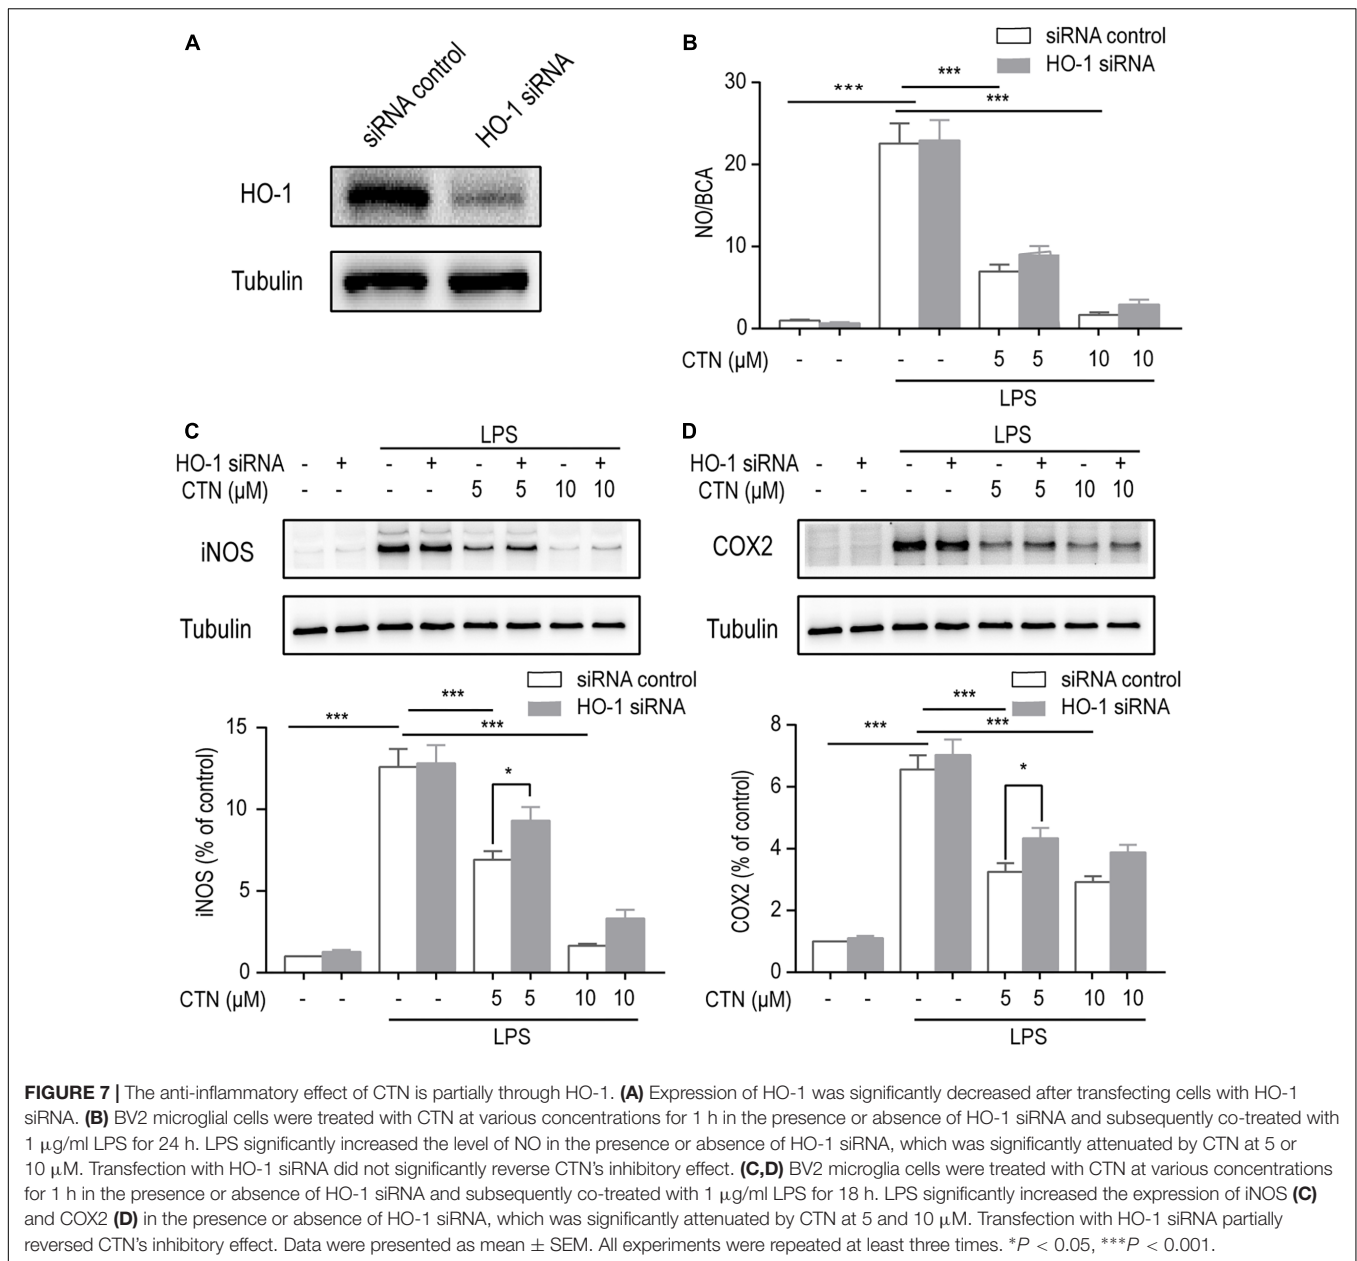 A
siRNA control
HO-1 siRNA
HO-1
Tubulin
B
siRNA control
HO-1 siRNA
***
***
***
30
20
10
0
NO/BCA
CTN (µM) - - - - 5 5 10 10
LPS
C
LPS
HO-1 siRNA - + - + - + - +
CTN (µM) - - - - 5 5 10 10
iNOS
Tubulin
siRNA control
HO-1 siRNA
***
***
***
*
15
10
5
0
iNOS (% of control)
CTN (µM) - - - - 5 5 10 10
LPS
D
LPS
HO-1 siRNA - + - + - + - +
CTN (µM) - - - - 5 5 10 10
COX2
Tubulin
siRNA control
HO-1 siRNA
***
***
***
*
8
6
4
2
0
COX2 (% of control)
CTN (µM) - - - - 5 5 10 10
LPS
FIGURE 7 | The anti-inflammatory effect of CTN is partially through HO-1. (A) Expression of HO-1 was significantly decreased after transfecting cells with HO-1
siRNA. (B) BV2 microglial cells were treated with CTN at various concentrations for 1 h in the presence or absence of HO-1 siRNA and subsequently co-treated with
1 µg/ml LPS for 24 h. LPS significantly increased the level of NO in the presence or absence of HO-1 siRNA, which was significantly attenuated by CTN at 5 or
10 µM. Transfection with HO-1 siRNA did not significantly reverse CTN's inhibitory effect. (C,D) BV2 microglia cells were treated with CTN at various concentrations
for 1 h in the presence or absence of HO-1 siRNA and subsequently co-treated with 1 µg/ml LPS for 18 h. LPS significantly increased the expression of iNOS (C)
and COX2 (D) in the presence or absence of HO-1 siRNA, which was significantly attenuated by CTN at 5 and 10 µM. Transfection with HO-1 siRNA partially
reversed CTN's inhibitory effect. Data were presented as mean ± SEM. All experiments were repeated at least three times. *P < 0.05, ***P < 0.001.